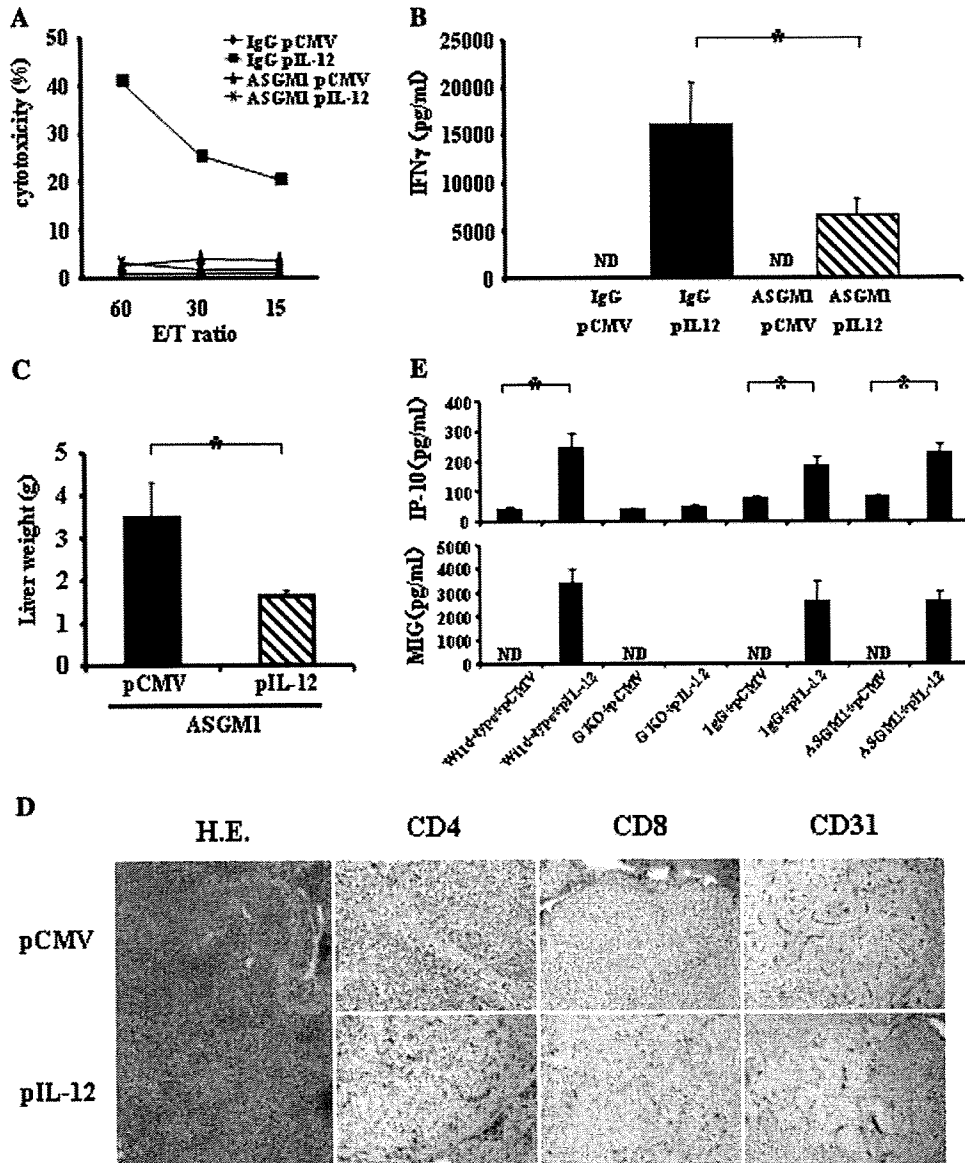 A
50
40
30
20
10
0
cytotoxicity (%)
60 30 15
E/T ratio
IgG pCMV
IgG pIL-12
ASGM1 pCMV
ASGM1 pIL-12
B
25000
20000
15000
10000
5000
0
IFNγ (pg/ml)
*
ND ND
IgG pCMV
IgG pIL12
ASGM1 pCMV
ASGM1 pIL12
C
5
4
3
2
1
0
Liver weight (g)
*
pCMV pIL-12
ASGM1
E
400
300
200
100
0
IP-10(pg/ml)
* * *
5000
4000
3000
2000
1000
0
MIG(pg/ml)
ND ND ND ND
Wild-type+pCMV
Wild-type+pIL-12
GKO+pCMV
GKO+pIL-12
IgG+pCMV
IgG+pIL-12
ASGM1+pCMV
ASGM1+pIL-12
D
H.E. CD4 CD8 CD31
pCMV
pIL-12